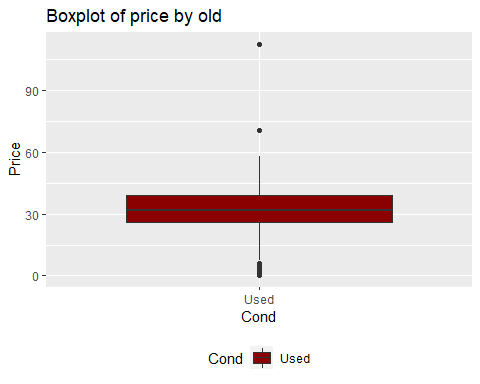 Boxplot of price by old
Price
90
60
30
0
Used
Cond
Cond Used